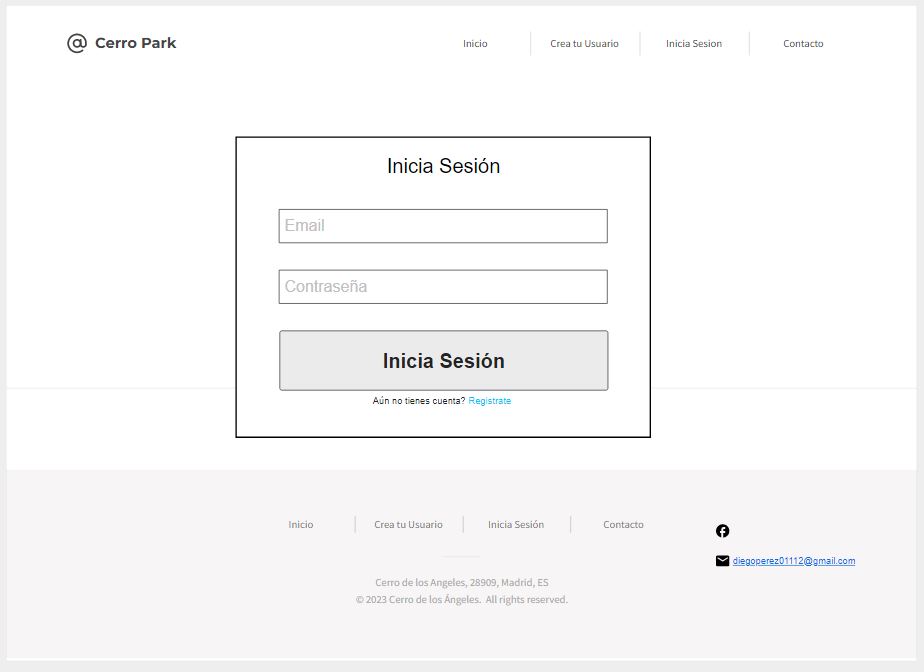 @ Cerro Park
Inicio
Crea tu Usuario
Inicia Sesion
Contacto
Inicia Sesión
Email
Contraseña
Inicia Sesión
Aún no tienes cuenta? Registrate
Inicio
Crea tu Usuario
Inicia Sesión
Contacto
diegoperez01112@gmail.com
Cerro de los Angeles, 28909, Madrid, ES
© 2023 Cerro de los Ángeles. All rights reserved.